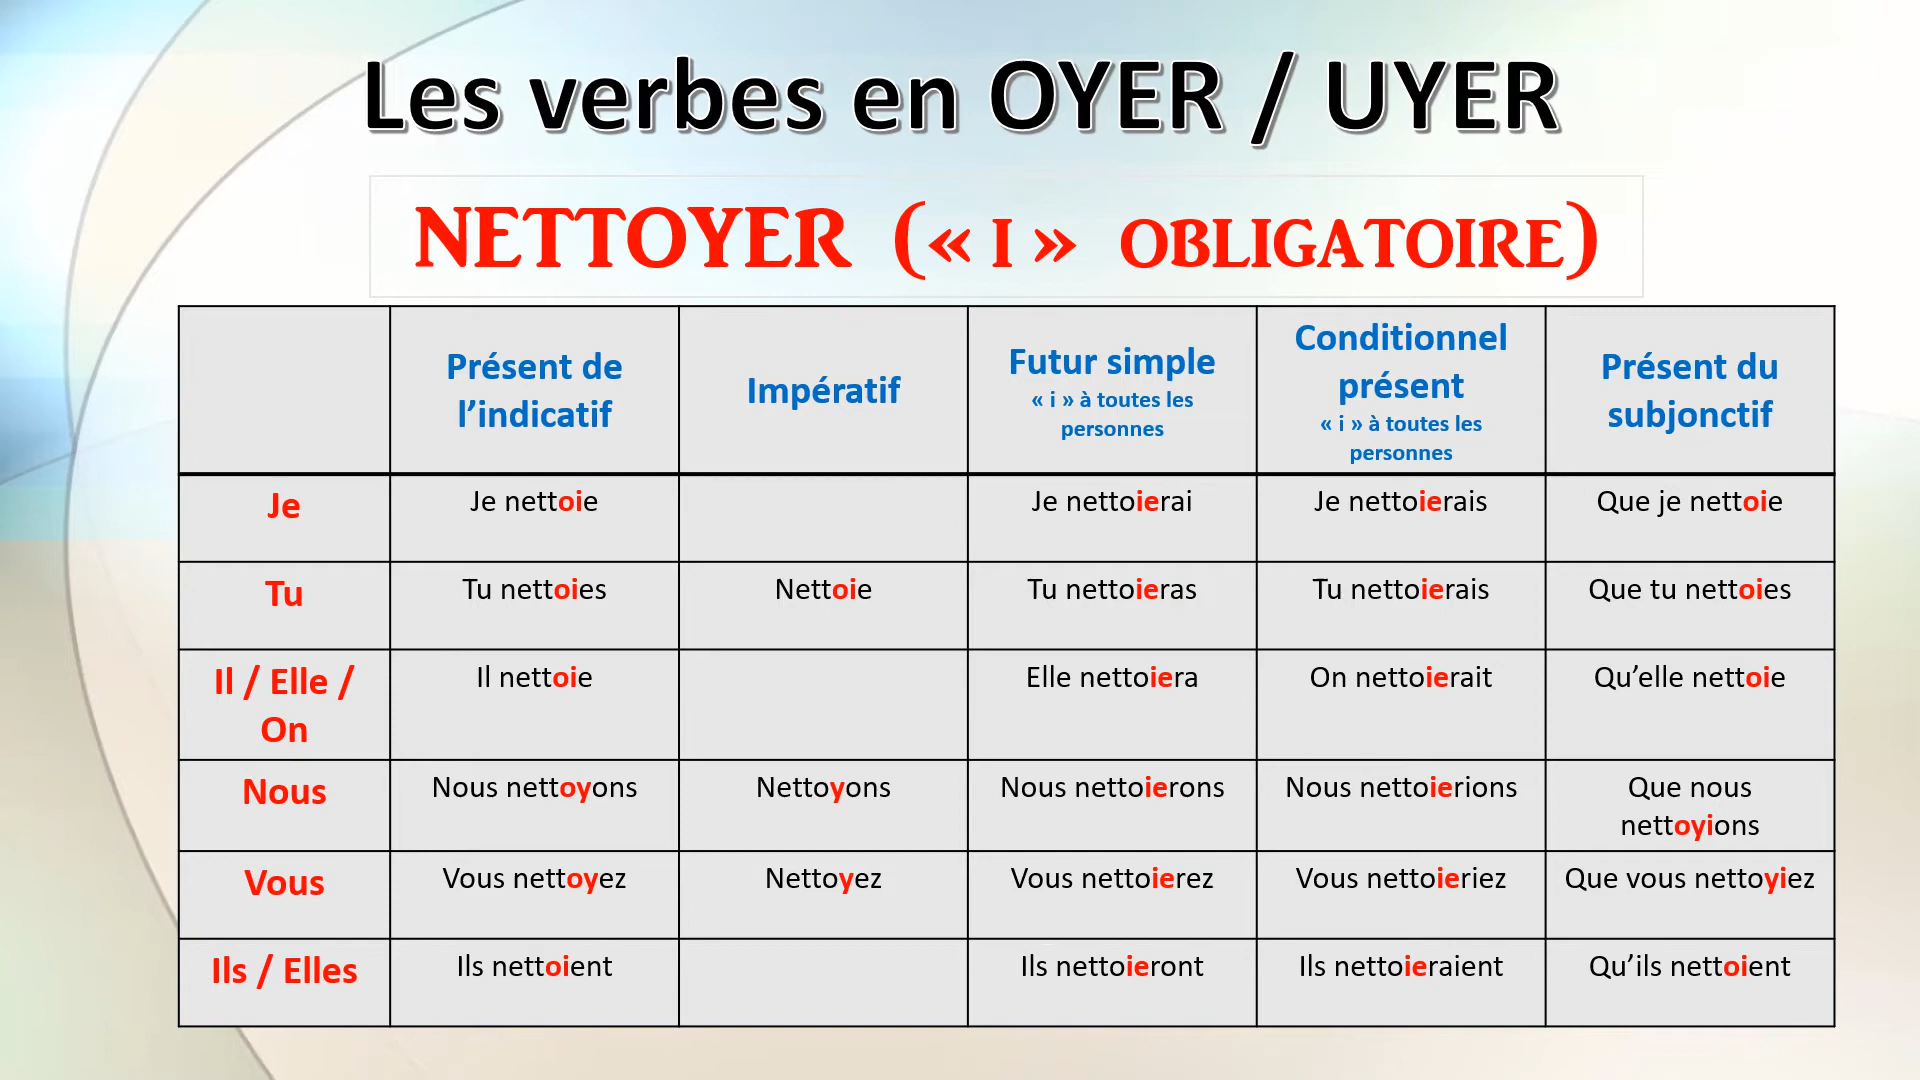 Les verbes en OYER / UYER
NETTOYER (« I » OBLIGATOIRE)
Présent de l’indicatif
Impératif
Futur simple
« i » à toutes les
personnes
Conditionnel
présent
« i » à toutes les
personnes
Présent du
subjonctif
Je
Je nettoie
Je nettoierai
Je nettoierais
Que je nettoie
Tu
Tu nettoies
Nettoie
Tu nettoieras
Tu nettoierais
Que tu nettoies
Il / Elle /
On
Il nettoie
Elle nettoiera
On nettoierait
Qu’elle nettoie
Nous
Nous nettoyons
Nettoyons
Nous nettoierons
Nous nettoierions
Que nous
nettoyions
Vous
Vous nettoyez
Nettoyez
Vous nettoierez
Vous nettoieriez
Que vous nettoyiez
Ils / Elles
Ils nettoient
Ils nettoieront
Ils nettoieraient
Qu’ils nettoient